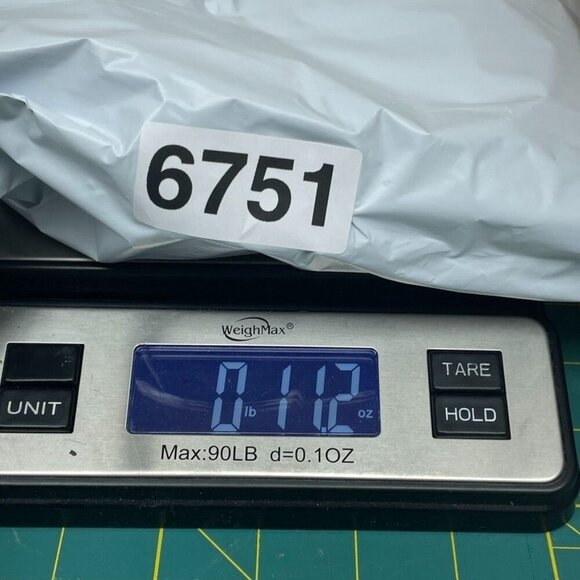 6751
WeighMax®
UNIT
0 lb 11.2 oz
TARE
HOLD
Max:90LB d=0.1OZ